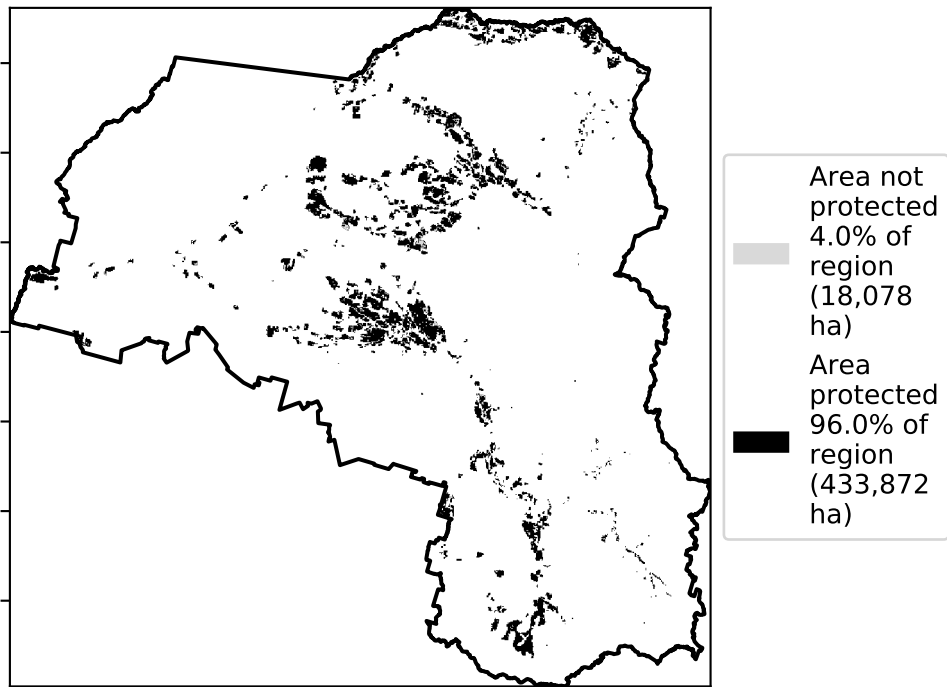 Area not
protected
4.0% of
region
(18,078
ha)
Area
protected
96.0% of
region
(433,872
ha)